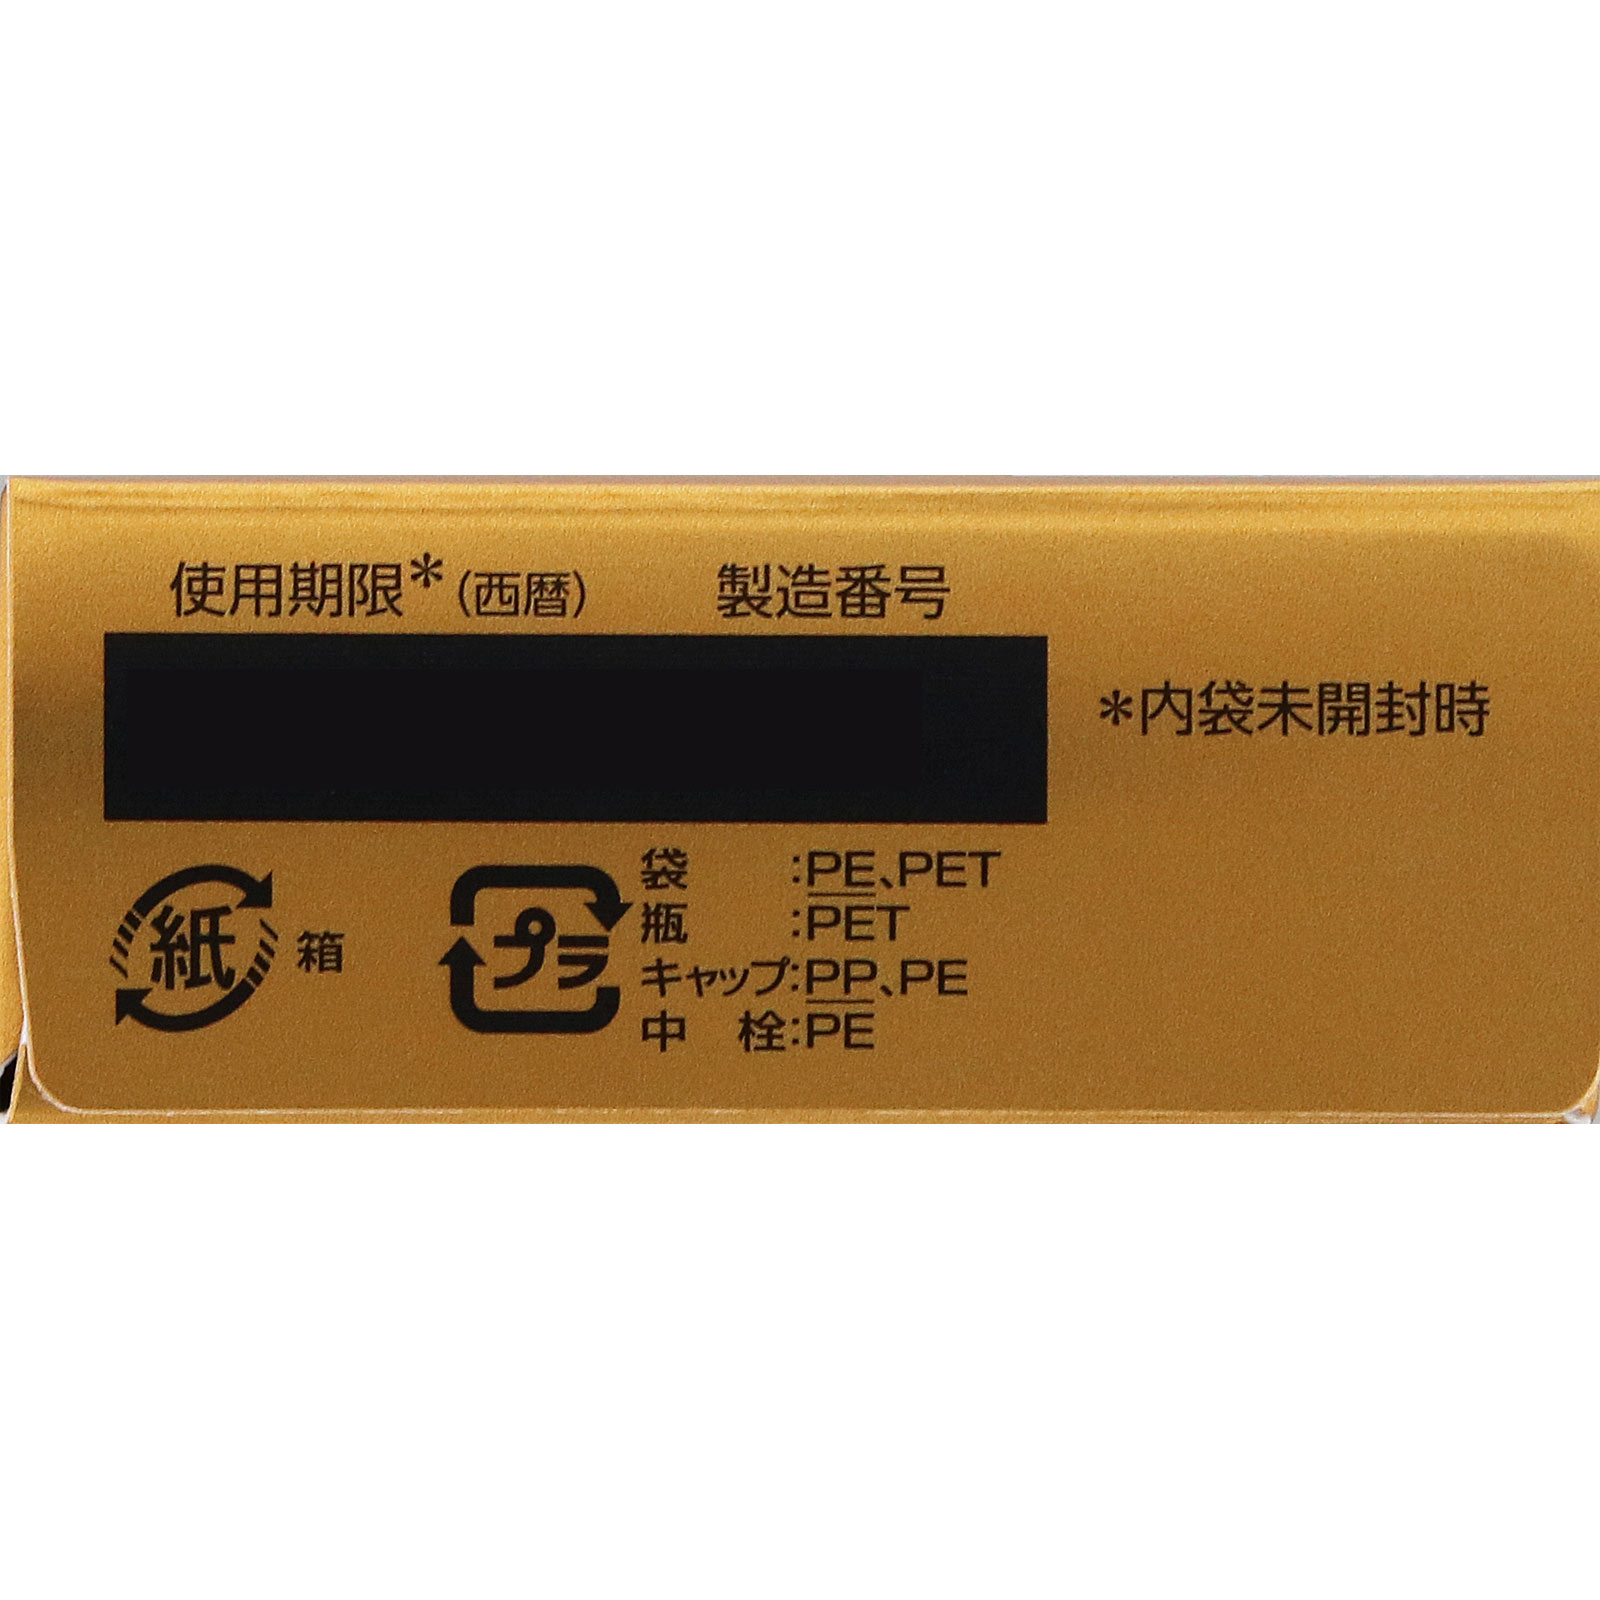 使用期限*(西暦) 製造番号
*内袋未開封時
紙 箱
プラ
袋 :PE、PET
瓶 :PET
キャップ:PP、PE
中 栓:PE